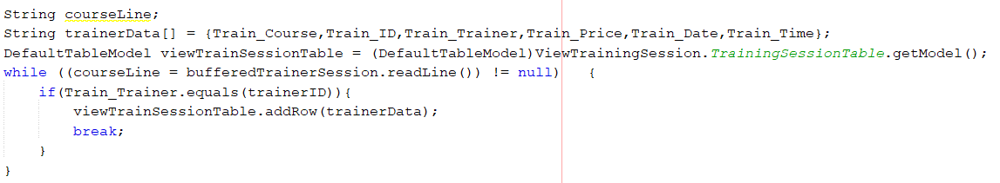 String courseLine;
String trainerData[] = {Train_Course,Train_ID,Train_Trainer,Train_Price,Train_Date,Train_Time};
DefaultTableModel viewTrainSessionTable = (DefaultTableModel)ViewTrainingSession.TrainingSessionTable.getModel();
while ((courseLine = bufferedTrainerSession.readLine()) != null)   {
    if(Train_Trainer.equals(trainerID)){
        viewTrainSessionTable.addRow(trainerData);
        break;
    }
}